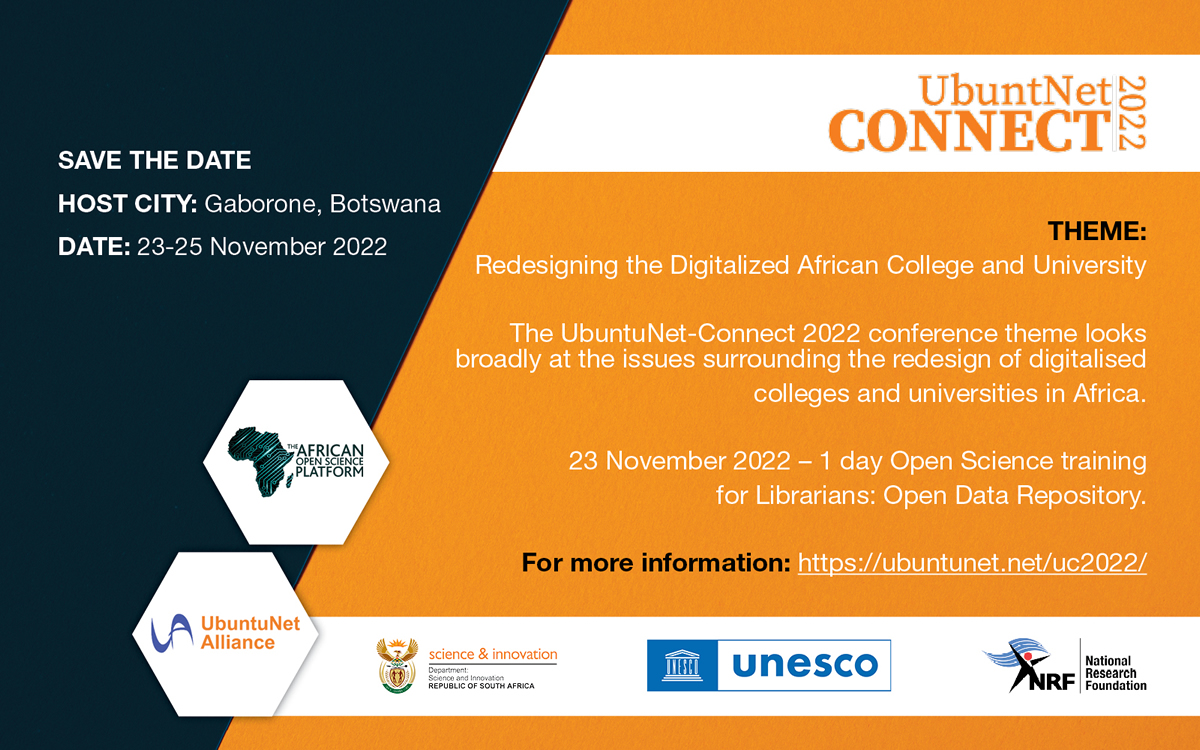 SAVE THE DATE
HOST CITY: Gaborone, Botswana
DATE: 23-25 November 2022
UbuntNet
CONNECT
2022
THEME:
Redesigning the Digitalized African College and University
The UbuntuNet-Connect 2022 conference theme looks
broadly at the issues surrounding the redesign of digitalised
colleges and universities in Africa.
23 November 2022 – 1 day Open Science training
for Librarians: Open Data Repository.
For more information: https://ubuntunet.net/uc2022/
THE AFRICAN
OPEN SCIENCE
PLATFORM
UbuntuNet
Alliance
science & innovation
Department:
Science and Innovation
REPUBLIC OF SOUTH AFRICA
UNESCO
unesco
NRF
National
Research
Foundation